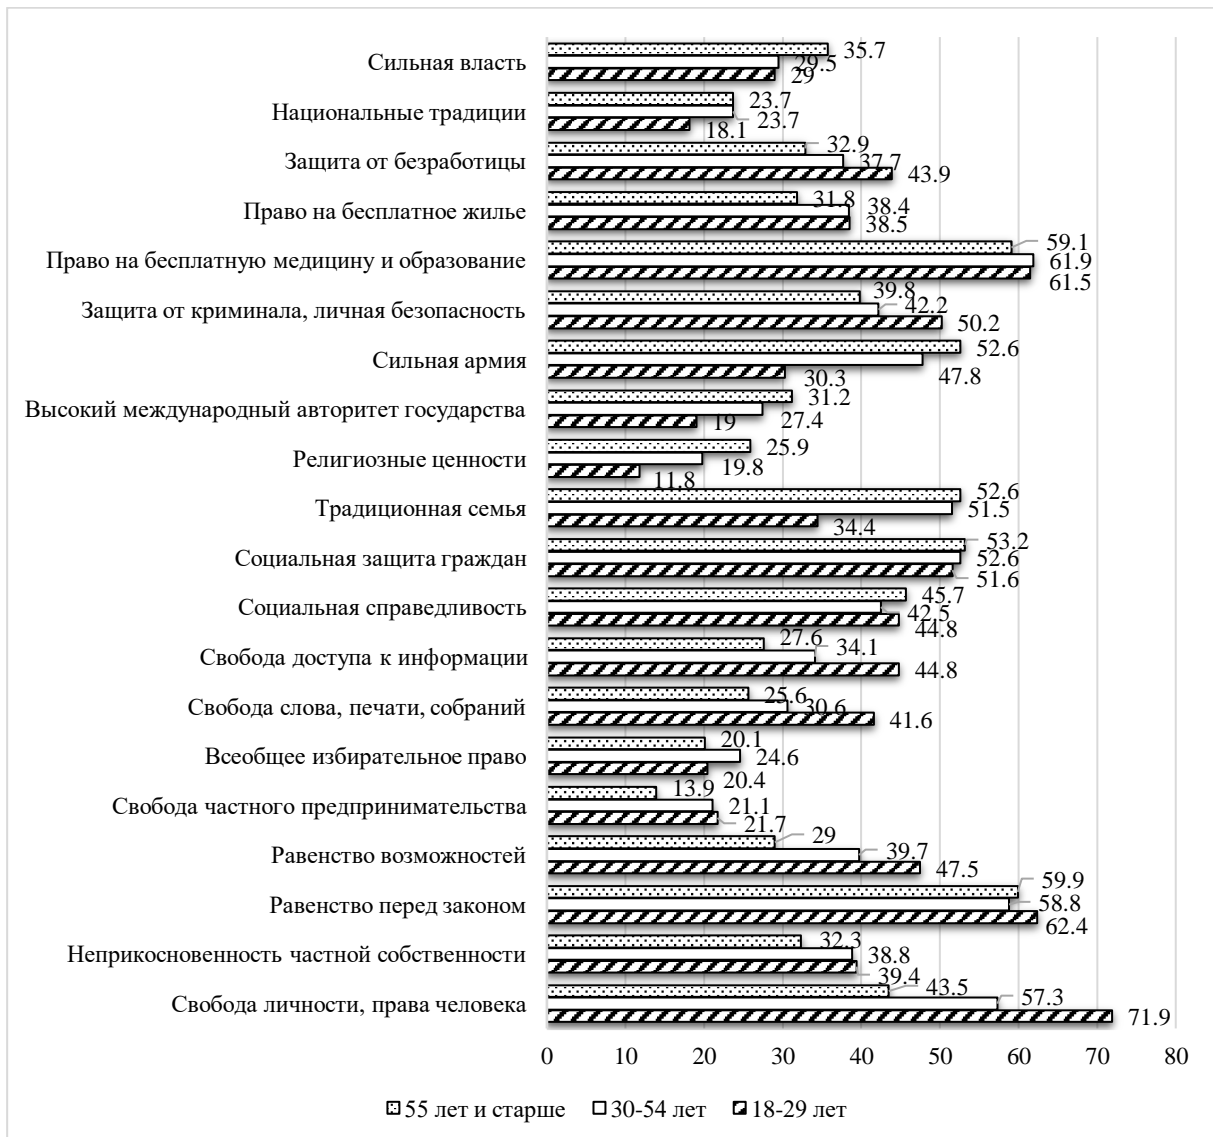 Сильная власть
35.7
29.5
29
Национальные традиции
23.7
23.7
18.1
Защита от безработицы
32.9
37.7
43.9
Право на бесплатное жилье
31.8
38.4
38.5
Право на бесплатную медицину и образование
59.1
61.9
61.5
Защита от криминала, личная безопасность
39.8
42.2
50.2
Сильная армия
52.6
47.8
30.3
Высокий международный авторитет государства
31.2
27.4
19
Религиозные ценности
25.9
19.8
11.8
Традиционная семья
52.6
51.5
34.4
Социальная защита граждан
53.2
52.6
51.6
Социальная справедливость
45.7
42.5
44.8
Свобода доступа к информации
27.6
34.1
44.8
Свобода слова, печати, собраний
25.6
30.6
41.6
Всеобщее избирательное право
20.1
24.6
20.4
Свобода частного предпринимательства
13.9
21.1
21.7
Равенство возможностей
29
39.7
47.5
Равенство перед законом
59.9
58.8
62.4
Неприкосновенность частной собственности
32.3
38.8
39.4
Свобода личности, права человека
43.5
57.3
71.9
0 10 20 30 40 50 60 70 80
55 лет и старше 30-54 лет 18-29 лет